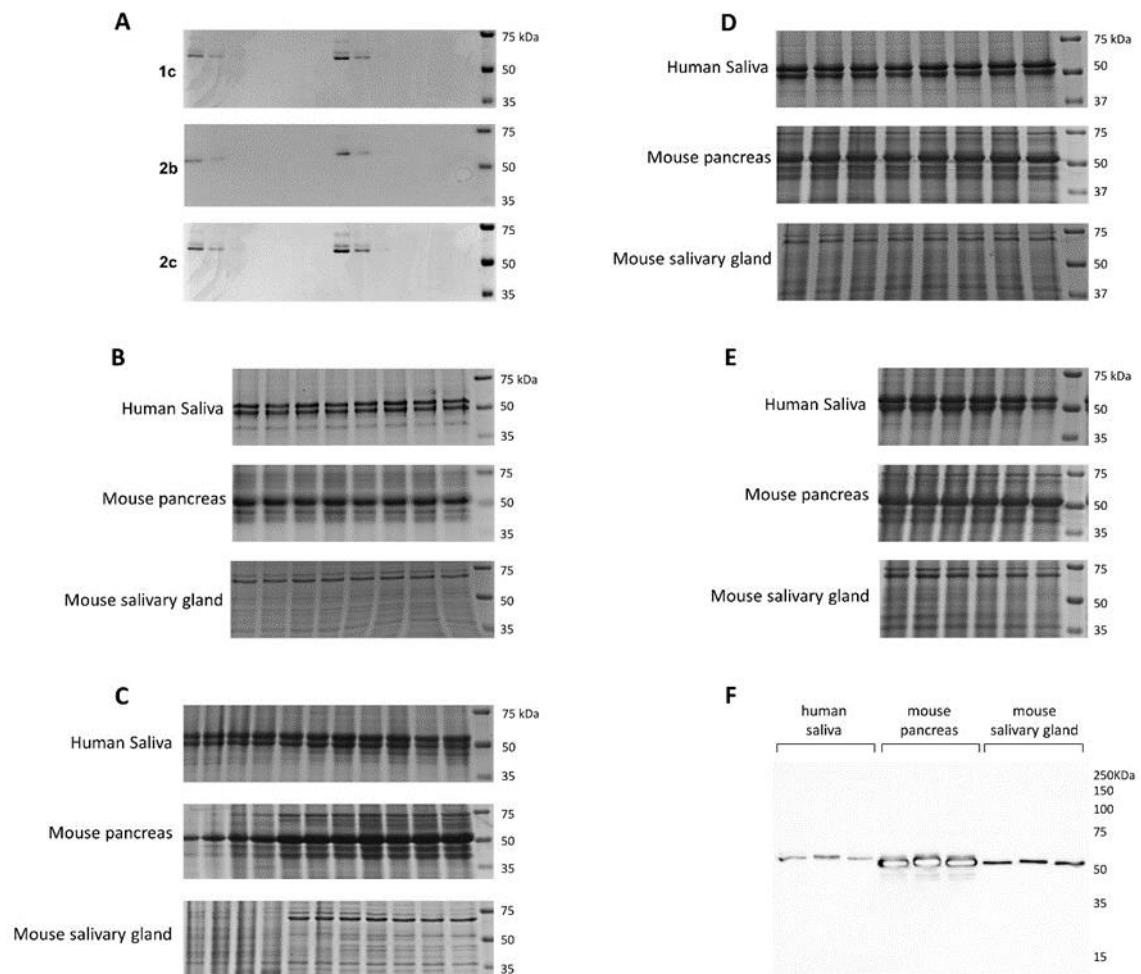 A
75 kDa
1c
50
35
75
2b
50
35
75
2c
50
35
B
75 kDa
Human Saliva
50
35
75
Mouse pancreas
50
35
75
Mouse salivary gland
50
35
C
75 kDa
Human Saliva
50
35
75
Mouse pancreas
50
35
75
Mouse salivary gland
50
35
D
75 kDa
Human Saliva
50
37
75
Mouse pancreas
50
37
75
Mouse salivary gland
50
37
E
75 kDa
Human Saliva
50
35
75
Mouse pancreas
50
35
75
Mouse salivary gland
50
35
F
human
saliva
mouse
pancreas
mouse
salivary gland
250KDa
150
100
75
50
35
15